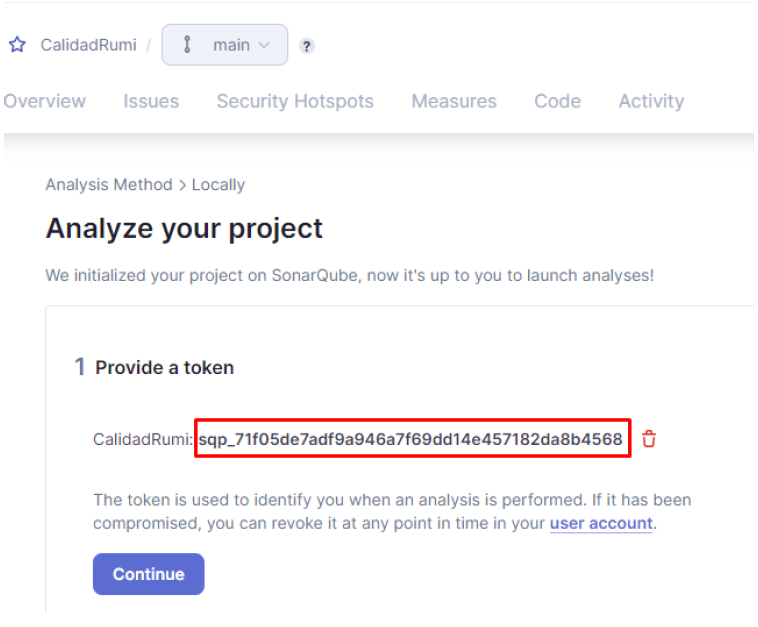 CalidadRumi / main ?
Overview Issues Security Hotspots Measures Code Activity
Analysis Method > Locally
Analyze your project
We initialized your project on SonarQube, now it's up to you to launch analyses!
1 Provide a token
CalidadRumi: sqp_71f05de7adf9a946a7f69dd14e457182da8b4568
The token is used to identify you when an analysis is performed. If it has been
compromised, you can revoke it at any point in time in your user account.
Continue